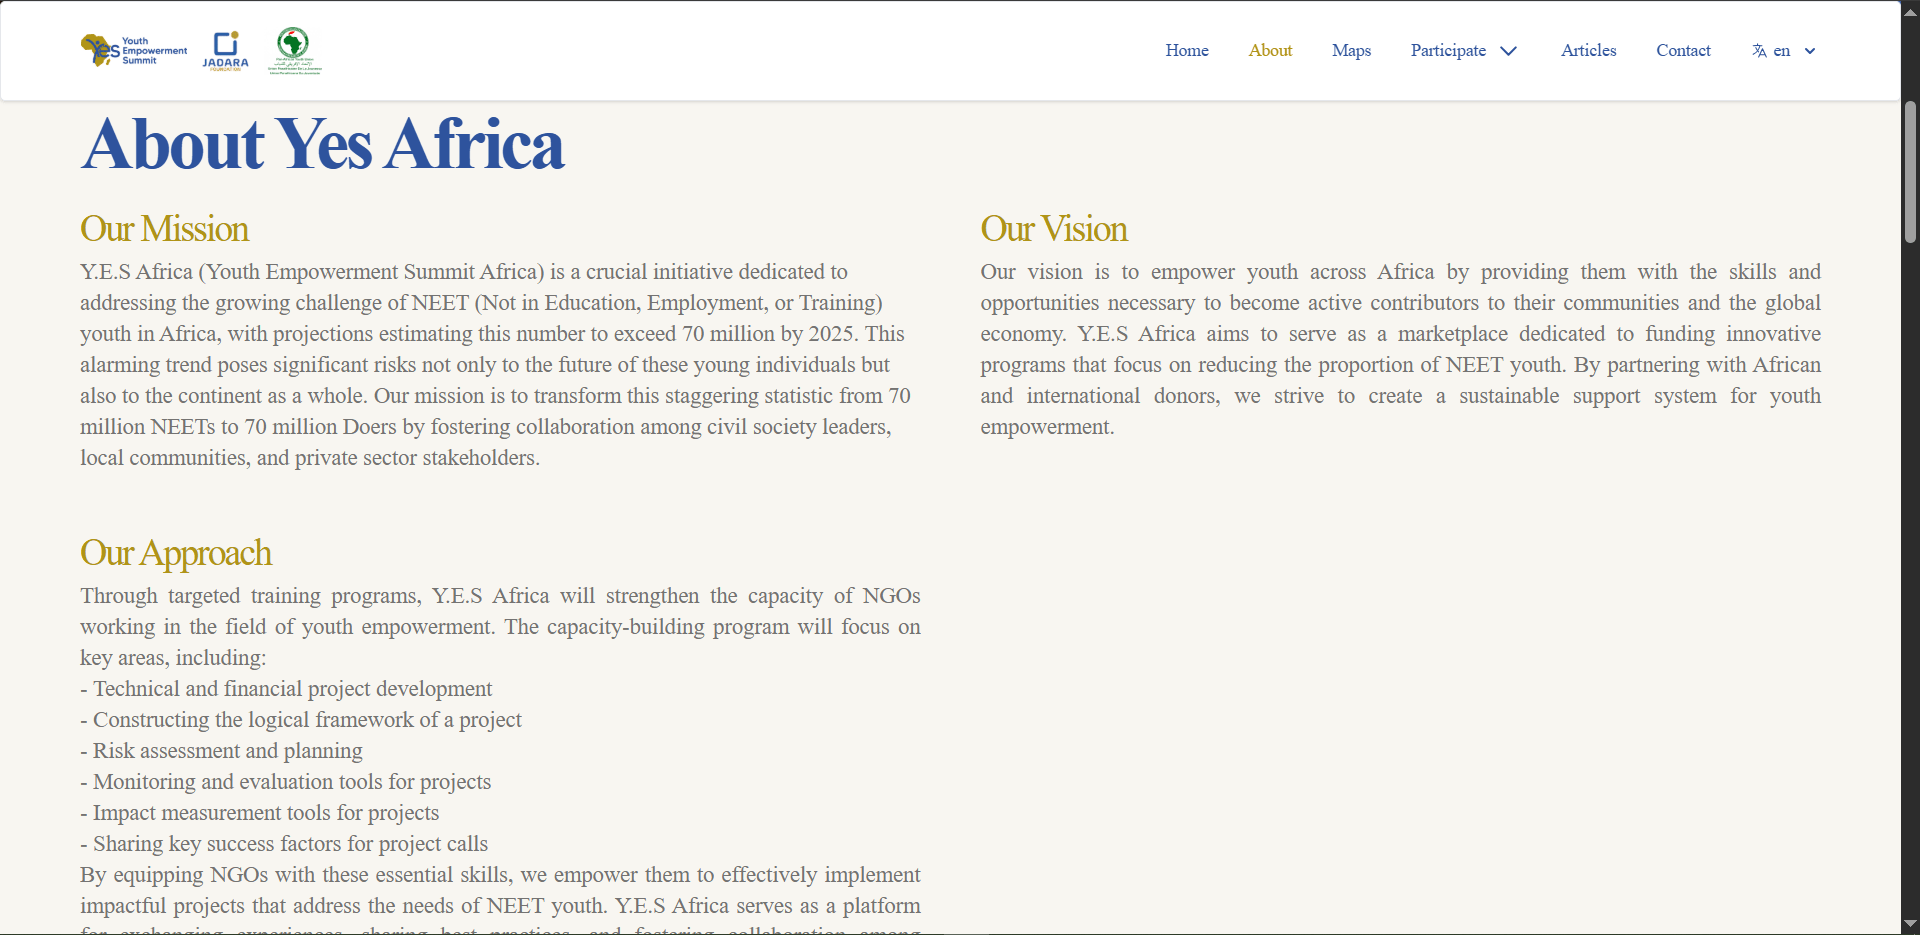 Youth
Yes Empowerment
Summit
JADARA
FOUNDATION
Home
About
Maps
Participate
Articles
Contact
en
About Yes Africa
Our Mission
Y.E.S Africa (Youth Empowerment Summit Africa) is a crucial initiative dedicated to
addressing the growing challenge of NEET (Not in Education, Employment, or Training)
youth in Africa, with projections estimating this number to exceed 70 million by 2025. This
alarming trend poses significant risks not only to the future of these young individuals but
also to the continent as a whole. Our mission is to transform this staggering statistic from 70
million NEETs to 70 million Doers by fostering collaboration among civil society leaders,
local communities, and private sector stakeholders.
Our Vision
Our vision is to empower youth across Africa by providing them with the skills and
opportunities necessary to become active contributors to their communities and the global
economy. Y.E.S Africa aims to serve as a marketplace dedicated to funding innovative
programs that focus on reducing the proportion of NEET youth. By partnering with African
and international donors, we strive to create a sustainable support system for youth
empowerment.
Our Approach
Through targeted training programs, Y.E.S Africa will strengthen the capacity of NGOs
working in the field of youth empowerment. The capacity-building program will focus on
key areas, including:
- Technical and financial project development
- Constructing the logical framework of a project
- Risk assessment and planning
- Monitoring and evaluation tools for projects
- Impact measurement tools for projects
- Sharing key success factors for project calls
By equipping NGOs with these essential skills, we empower them to effectively implement
impactful projects that address the needs of NEET youth. Y.E.S Africa serves as a platform
for exchanging experiences, sharing best practices, and fostering collaboration among